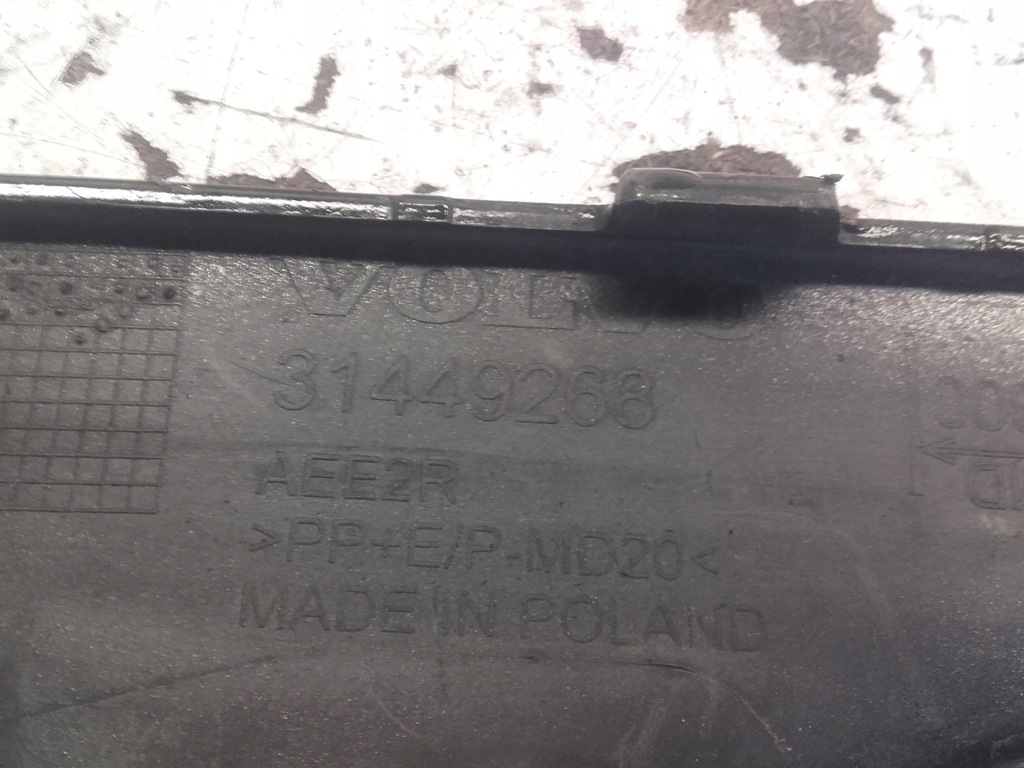 VOLVO
31449268
AEE2R
>PP+E/P-MD20<
MADE IN POLAND